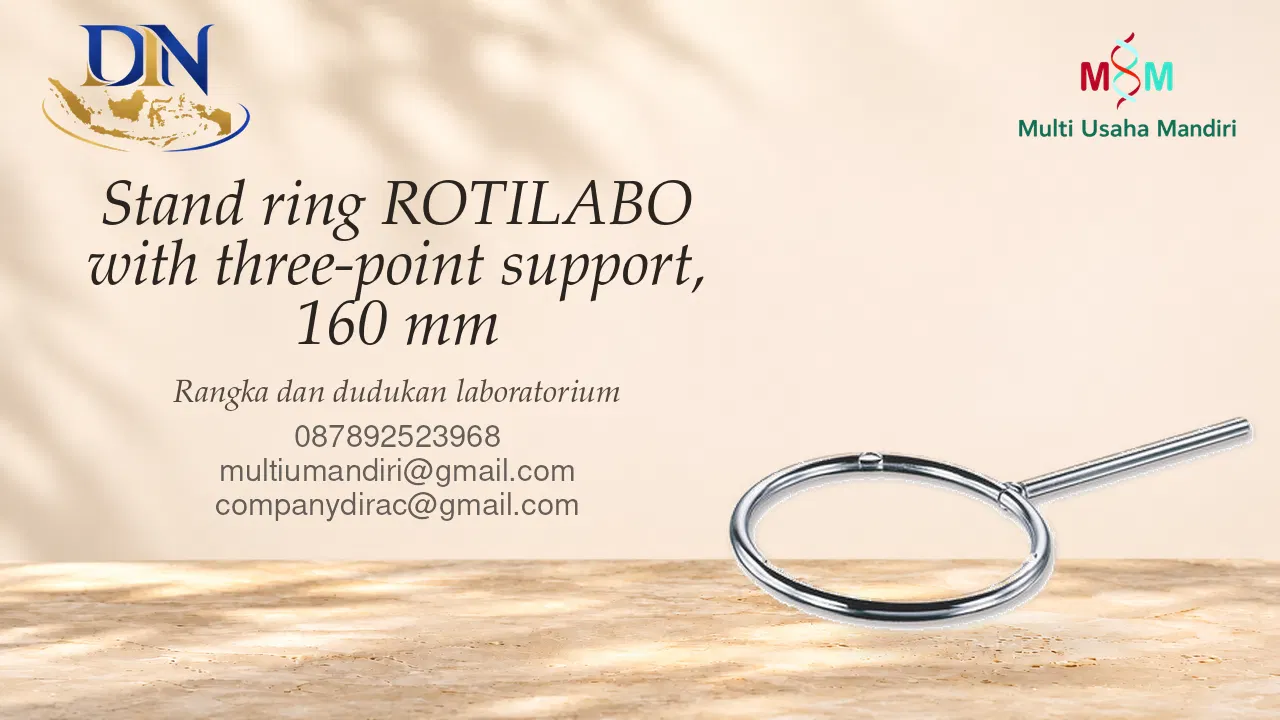 DIN
M M
Multi Usaha Mandiri
Stand ring ROTILABO
with three-point support,
160 mm
Rangka dan dudukan laboratorium
087892523968
multiumandiri@gmail.com
companydirac@gmail.com